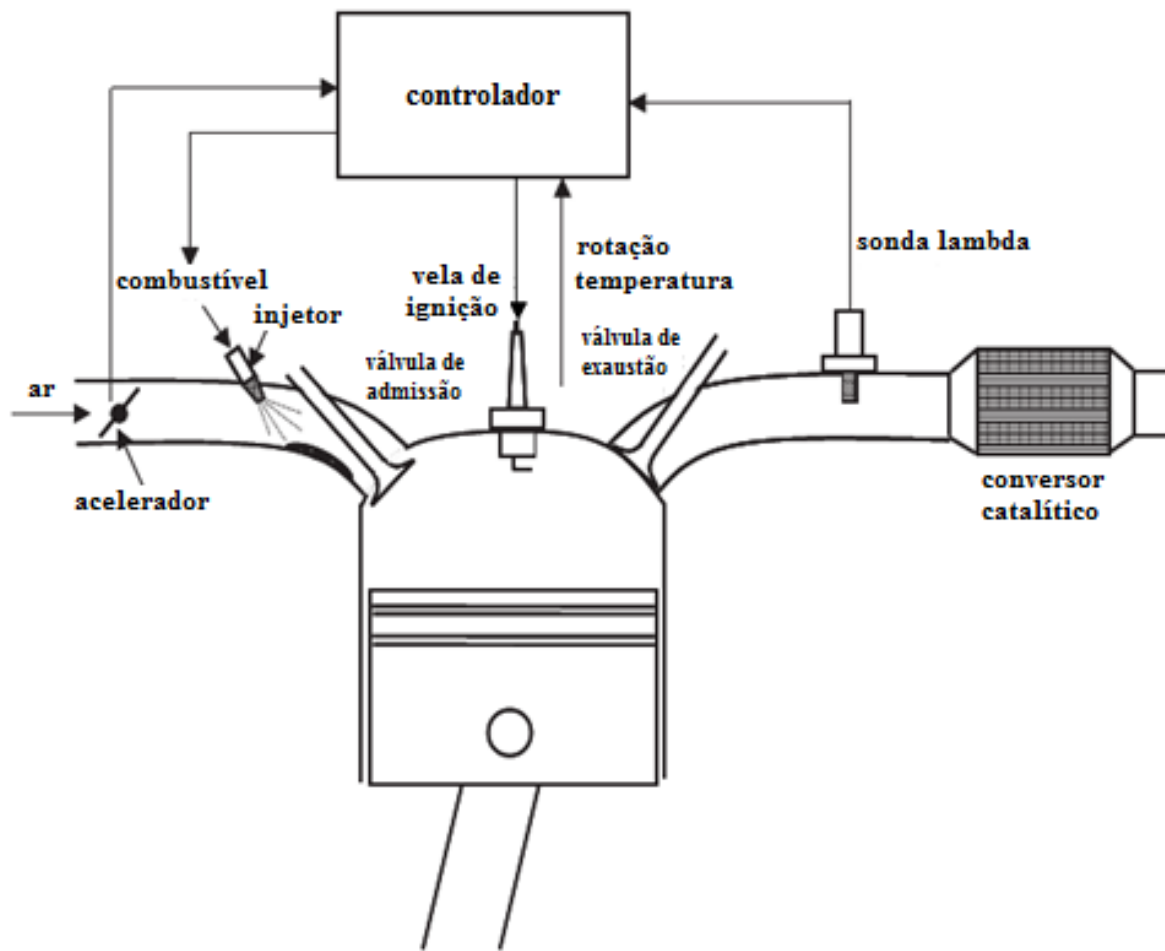 controlador
sonda lambda
rotação
temperatura
combustível
injetor
vela de
ignição
válvula de
admissão
válvula de
exaustão
ar
acelerador
conversor
catalítico